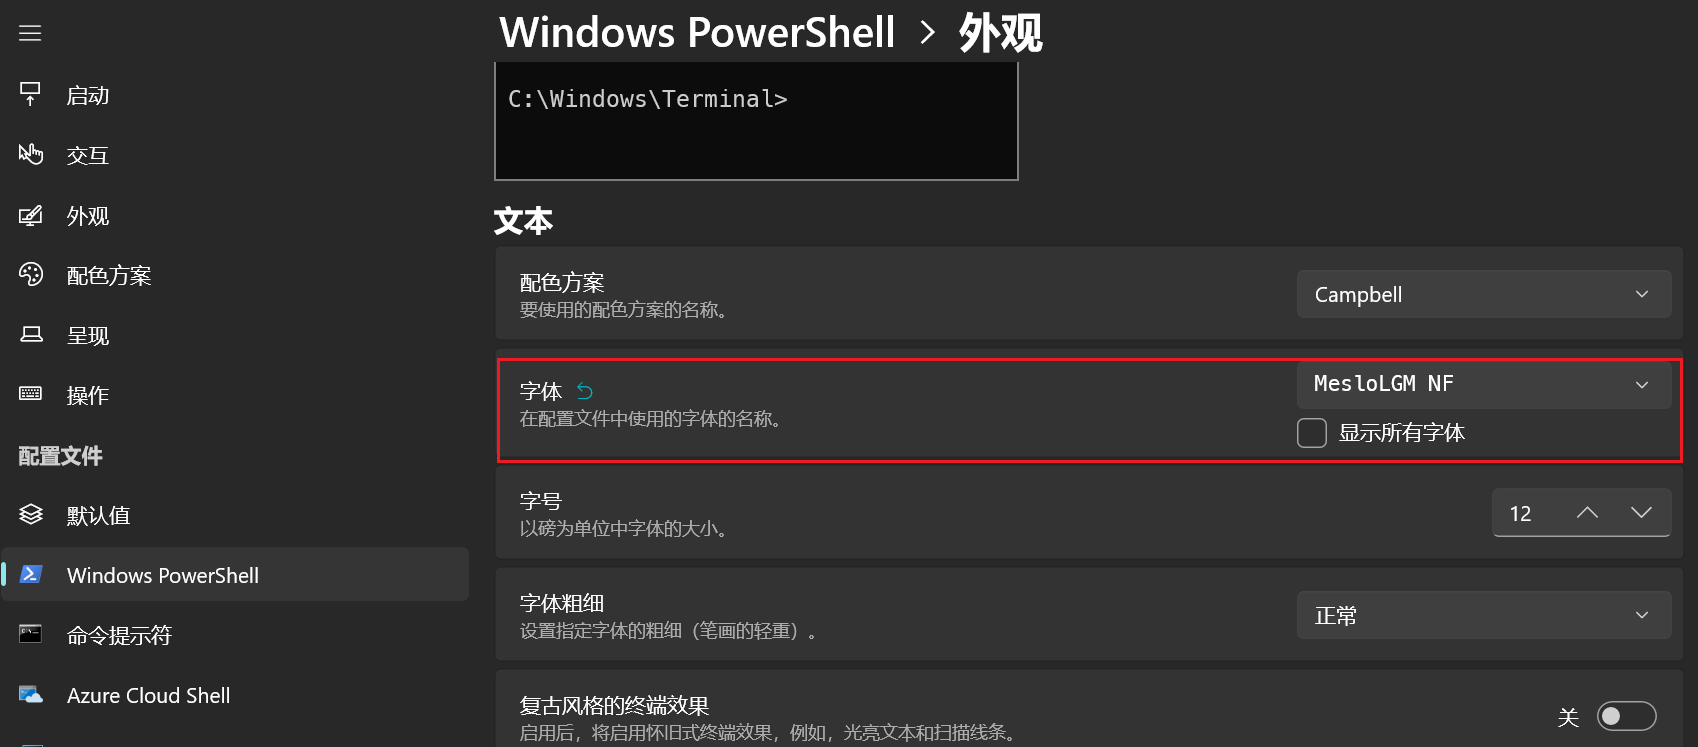 启动
交互
外观
配色方案
呈现
操作
配置文件
默认值
Windows PowerShell
命令提示符
Azure Cloud Shell
Windows PowerShell > 外观
C:\Windows\Terminal>
文本
配色方案
要使用的配色方案的名称。
Campbell
字体
在配置文件中使用的字体的名称。
MesloLGM NF
显示所有字体
字号
以磅为单位中字体的大小。
12
字体粗细
设置指定字体的粗细（笔画的轻重）。
正常
复古风格的终端效果
启用后，将启用怀旧式终端效果，例如，光亮文本和扫描线条。
关